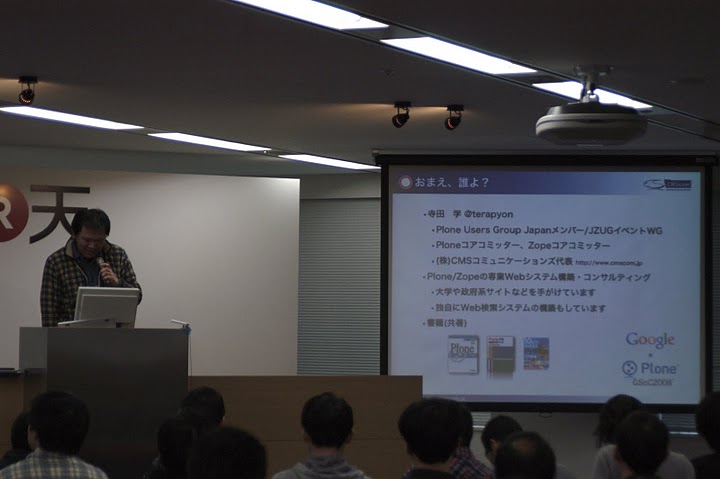 R天
おまえ、誰よ？
・寺田　学 @terapyon
・Plone Users Group Japanメンバー/JZUGイベントWG
・Ploneコアコミッター、Zopeコアコミッター
・(株)CMSコミュニケーションズ代表 http://www.cmscom.jp
・Plone/Zopeの専業Webシステム構築・コンサルティング
・大学や政府系サイトなどを手がけています
・独自にWeb検索システムの構築もしています
・書籍(共著)
Plone
Google
+
Plone
GSoC2008